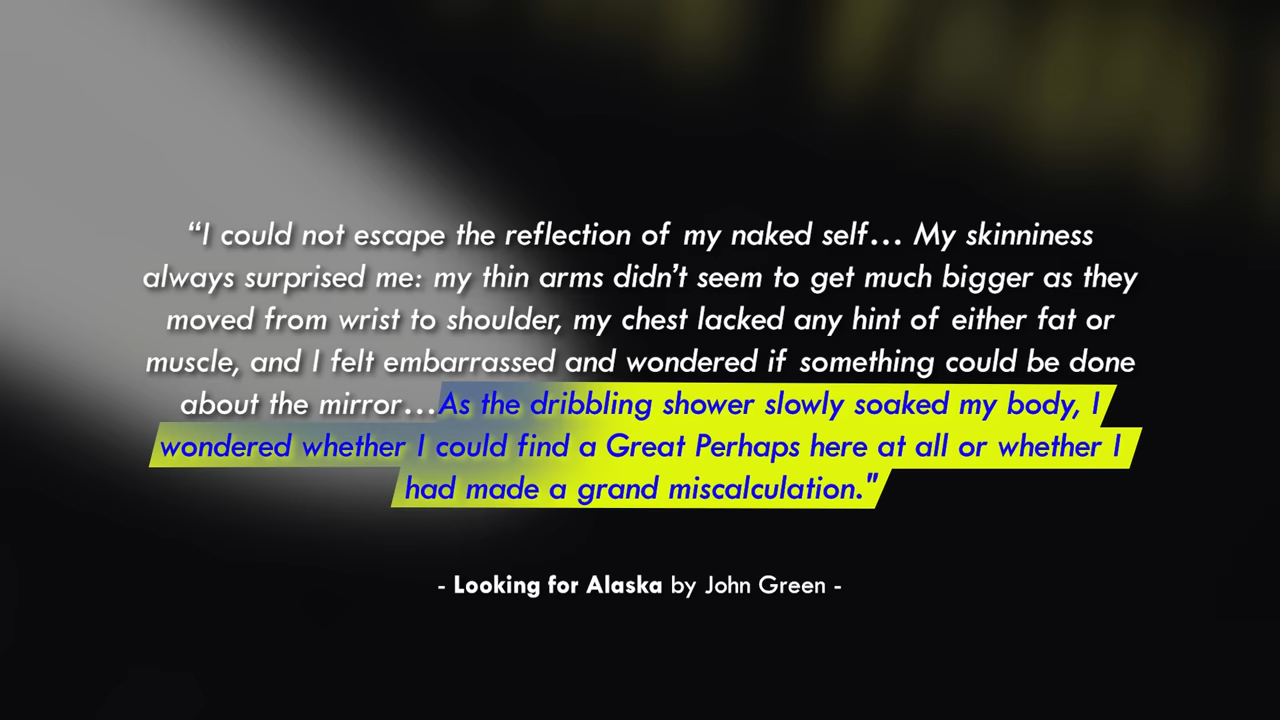 “I could not escape the reflection of my naked self... My skinniness
always surprised me: my thin arms didn’t seem to get much bigger as they
moved from wrist to shoulder, my chest lacked any hint of either fat or
muscle, and I felt embarrassed and wondered if something could be done
about the mirror...As the dribbling shower slowly soaked my body, I
wondered whether I could find a Great Perhaps here at all or whether I
had made a grand miscalculation."
- Looking for Alaska by John Green -